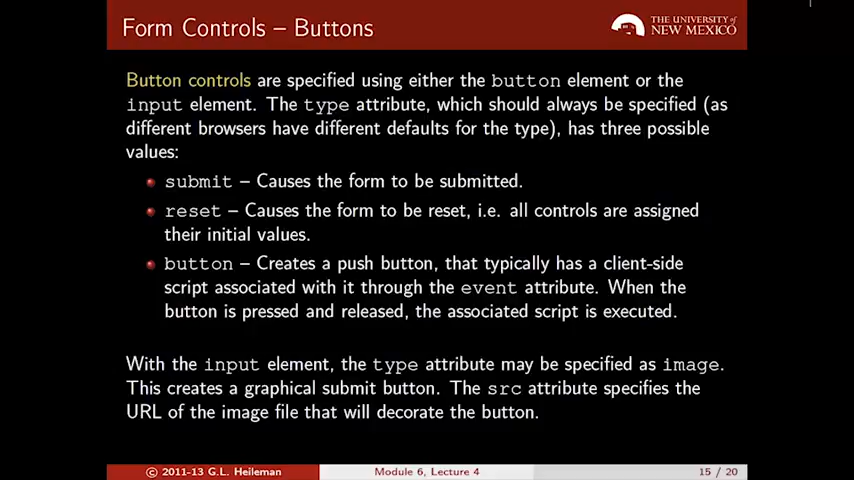 Form Controls – Buttons
THE UNIVERSITY of
NEW MEXICO
Button controls are specified using either the button element or the
input element. The type attribute, which should always be specified (as
different browsers have different defaults for the type), has three possible
values:
submit – Causes the form to be submitted.
reset – Causes the form to be reset, i.e. all controls are assigned
their initial values.
button – Creates a push button, that typically has a client-side
script associated with it through the event attribute. When the
button is pressed and released, the associated script is executed.
With the input element, the type attribute may be specified as image.
This creates a graphical submit button. The src attribute specifies the
URL of the image file that will decorate the button.
© 2011-13 G.L. Heileman
Module 6, Lecture 4
15 / 20